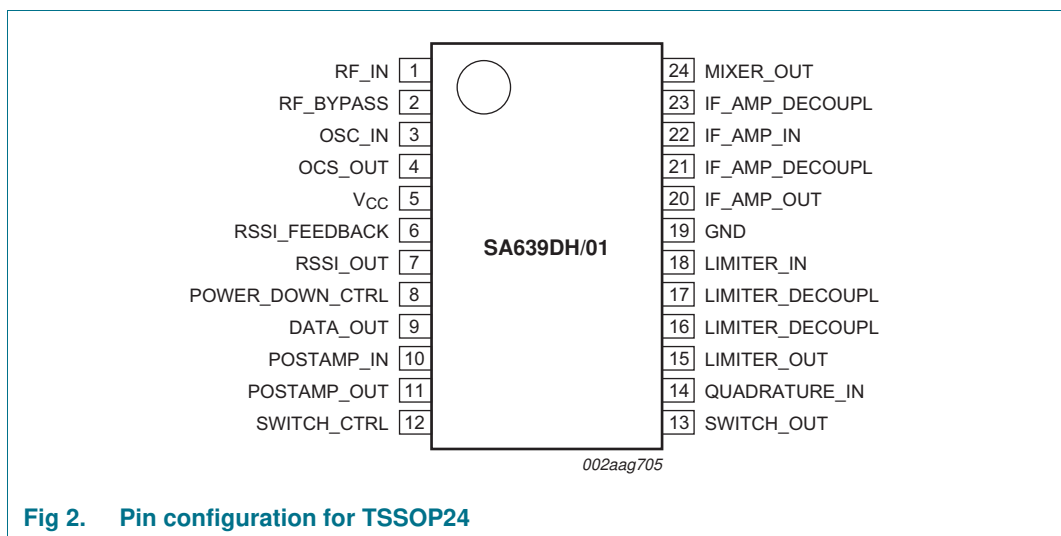 RF_IN 1
RF_BYPASS 2
OSC_IN 3
OCS_OUT 4
VCC 5
RSSI_FEEDBACK 6
RSSI_OUT 7
POWER_DOWN_CTRL 8
DATA_OUT 9
POSTAMP_IN 10
POSTAMP_OUT 11
SWITCH_CTRL 12
SA639DH/01
24 MIXER_OUT
23 IF_AMP_DECOUPL
22 IF_AMP_IN
21 IF_AMP_DECOUPL
20 IF_AMP_OUT
19 GND
18 LIMITER_IN
17 LIMITER_DECOUPL
16 LIMITER_DECOUPL
15 LIMITER_OUT
14 QUADRATURE_IN
13 SWITCH_OUT
002aag705
Fig 2. Pin configuration for TSSOP24